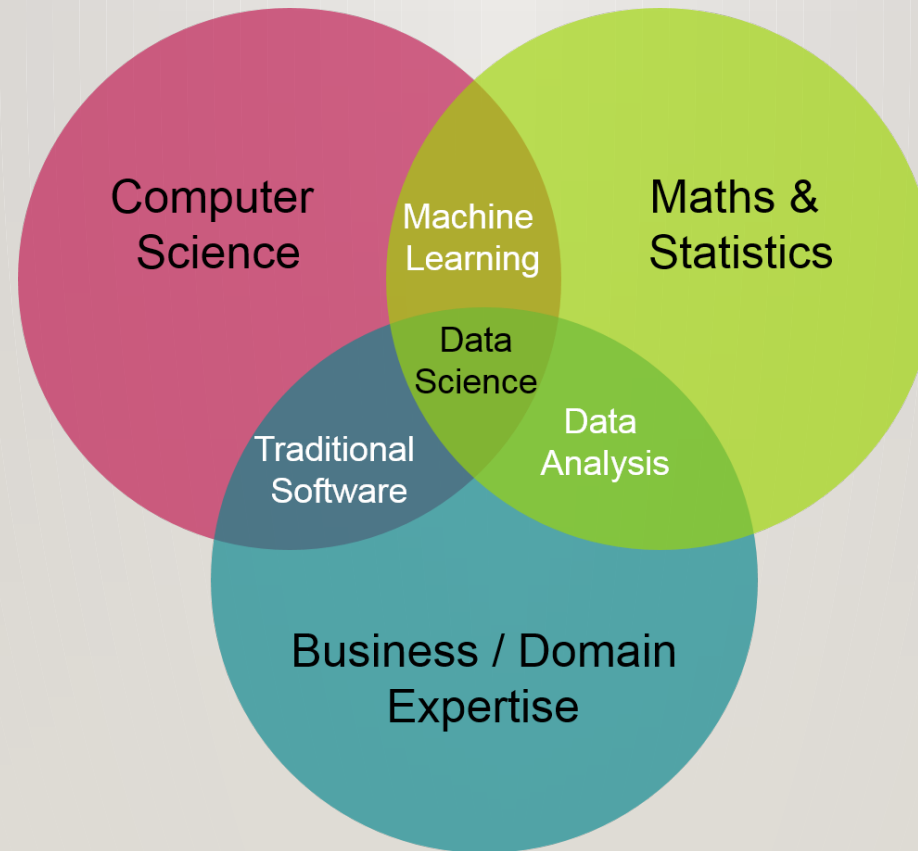 Computer
Science
Maths &
Statistics
Machine
Learning
Data
Science
Traditional
Software
Data
Analysis
Business / Domain
Expertise